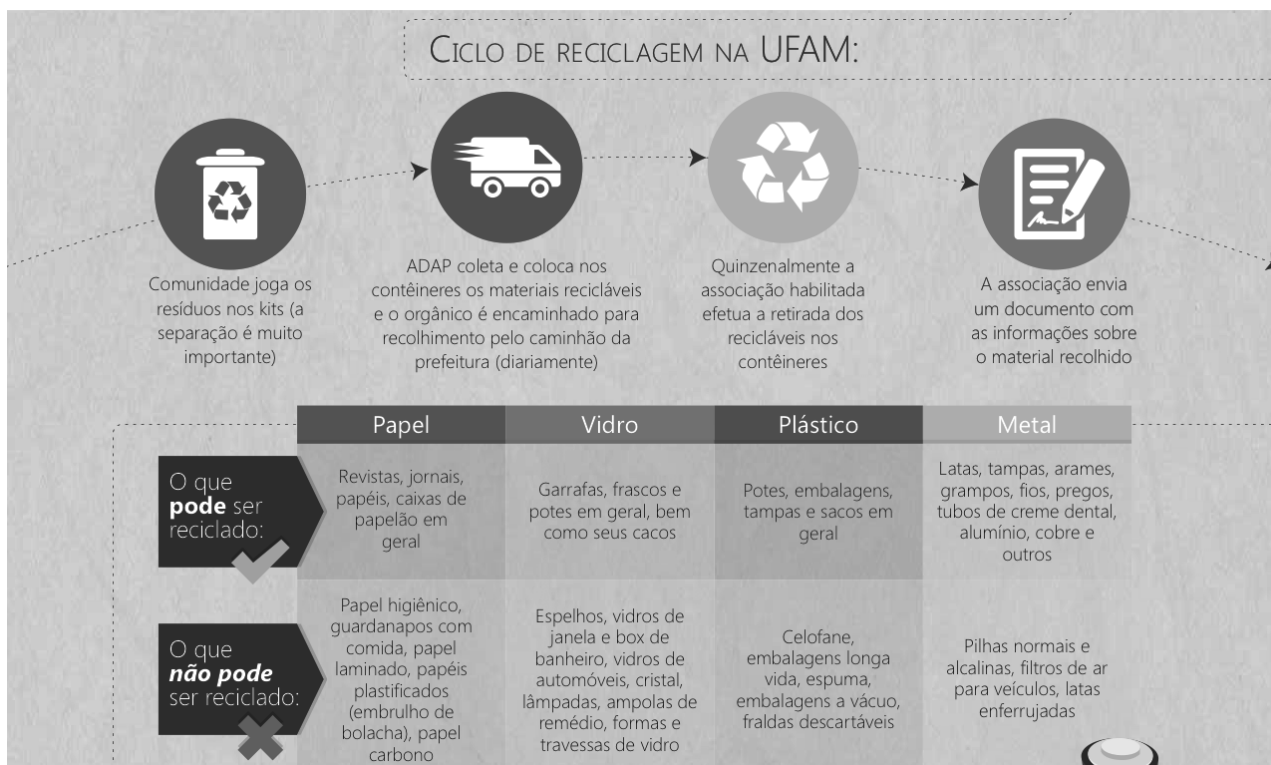 CICLO DE RECICLAGEM NA UFAM:
Comunidade joga os
resíduos nos kits (a
separação é muito
importante)
ADAP coleta e coloca nos
contêineres os materiais recicláveis
e o orgânico é encaminhado para
recolhimento pelo caminhão da
prefeitura (diariamente)
Quinzenalmente a
associação habilitada
efetua a retirada dos
recicláveis nos
contêineres
A associação envia
um documento com
as informações sobre
o material recolhido
Papel
Vidro
Plástico
Metal
O que
pode ser
reciclado:
Revistas, jornais,
papéis, caixas de
papelão em
geral
Garrafas, frascos e
potes em geral, bem
como seus cacos
Potes, embalagens,
tampas e sacos em
geral
Latas, tampas, arames,
grampos, fios, pregos,
tubos de creme dental,
alumínio, cobre e
outros
O que
não pode
ser reciclado:
Papel higiênico,
guardanapos com
comida, papel
laminado, papéis
plastificados
(embrulho de
bolacha), papel
carbono
Espelhos, vidros de
janela e box de
banheiro, vidros de
automóveis, cristal,
lâmpadas, ampolas de
remédio, formas e
travessas de vidro
Celofane,
embalagens longa
vida, espuma,
embalagens a vácuo,
fraldas descartáveis
Pilhas normais e
alcalinas, filtros de ar
para veículos, latas
enferrujadas